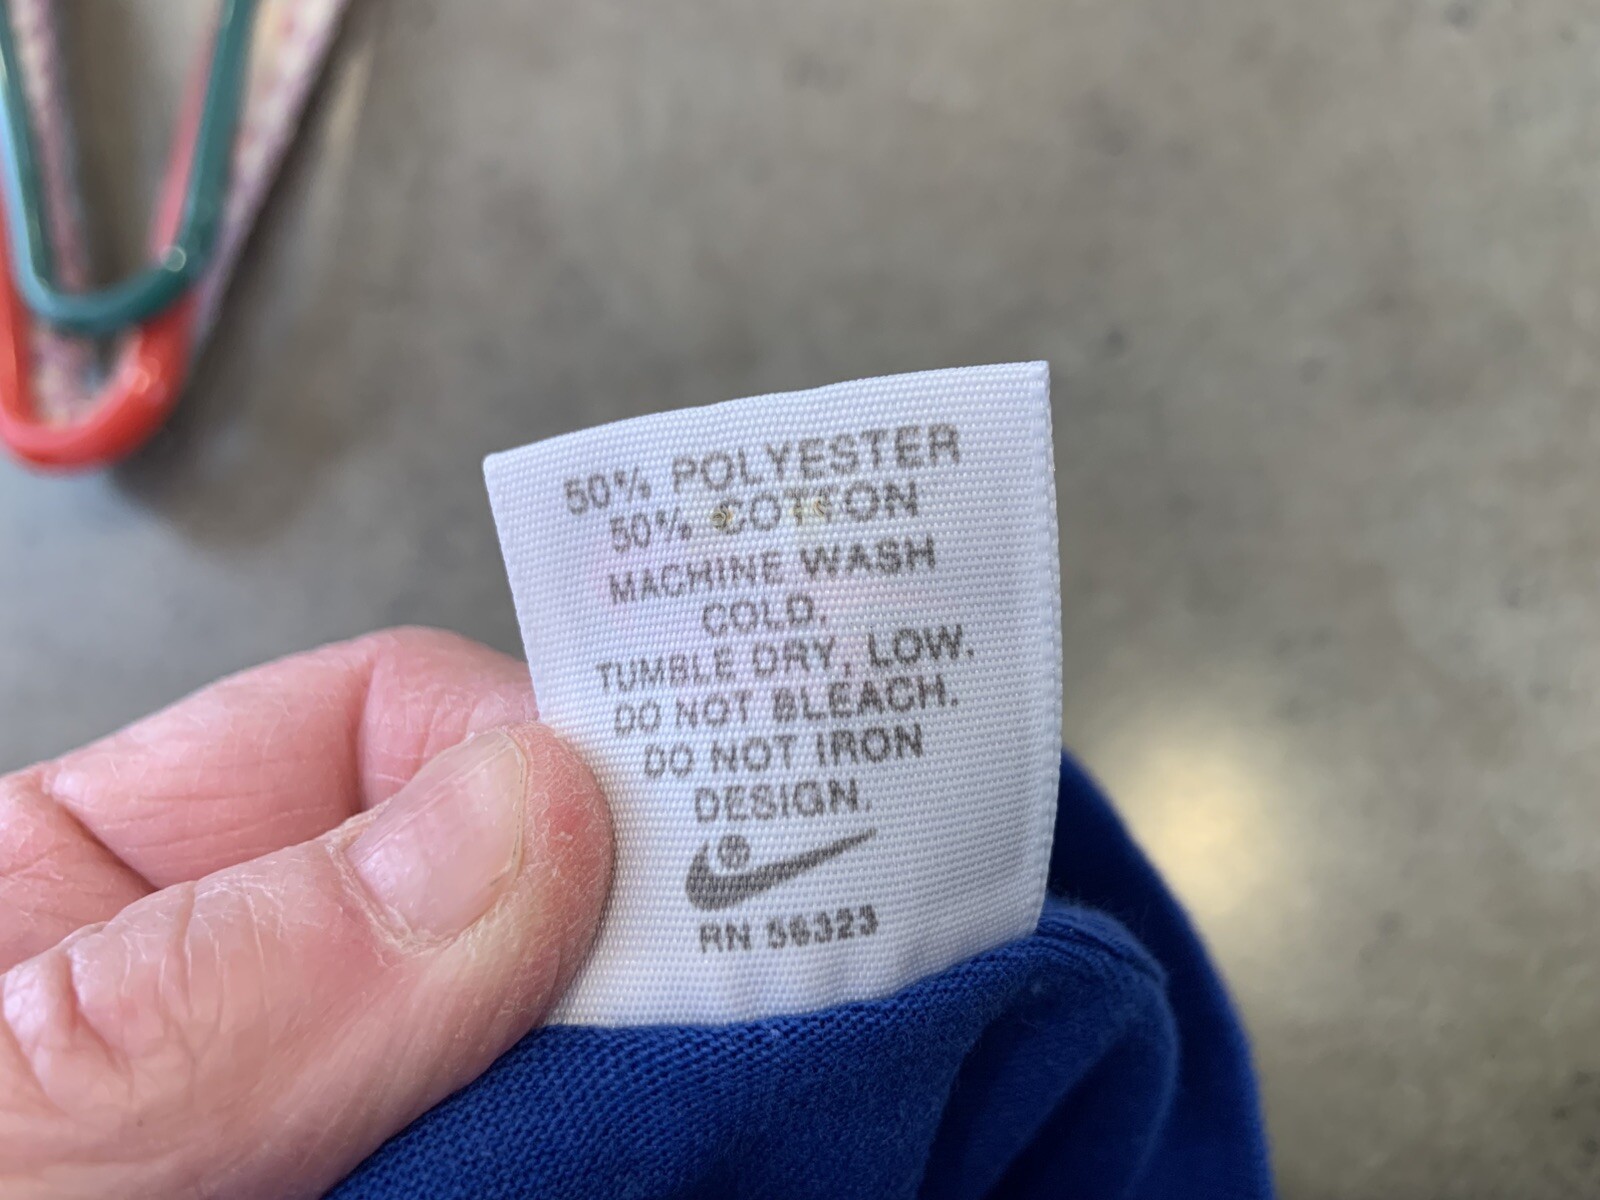 50% POLYESTER
50% COTTON
MACHINE WASH
COLD.
TUMBLE DRY, LOW.
DO NOT BLEACH.
DO NOT IRON
DESIGN.
RN 56323